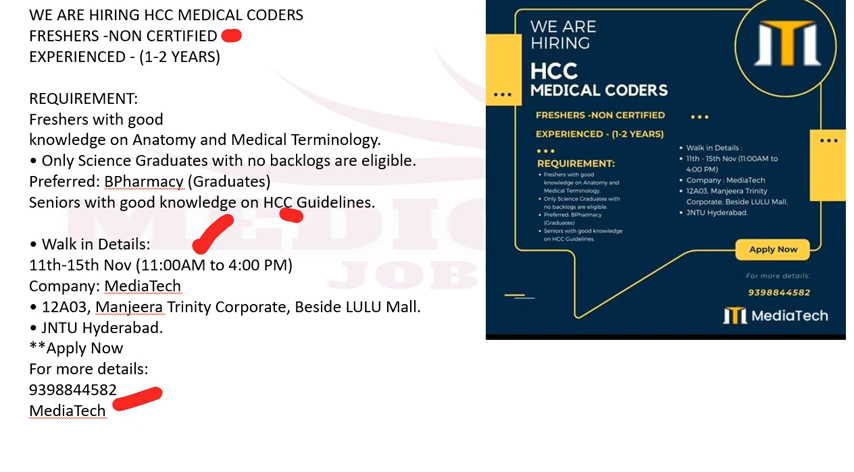 WE ARE HIRING HCC MEDICAL CODERS
FRESHERS -NON CERTIFIED
EXPERIENCED - (1-2 YEARS)
REQUIREMENT:
Freshers with good
knowledge on Anatomy and Medical Terminology.
• Only Science Graduates with no backlogs are eligible.
Preferred: BPharmacy (Graduates)
Seniors with good knowledge on HCC Guidelines.
• Walk in Details:
11th-15th Nov (11:00AM to 4:00 PM)
Company: MediaTech
• 12A03, Manjeera Trinity Corporate, Beside LULU Mall.
• JNTU Hyderabad.
**Apply Now
For more details:
9398844582
MediaTech
MEDIC
JOB
WE ARE
HIRING
HCC
MEDICAL CODERS
FRESHERS -NON CERTIFIED
EXPERIENCED - (1-2 YEARS)
REQUIREMENT:
• Freshers with good
knowledge on Anatomy and
Medical Terminology.
• Only Science Graduates with
no backlogs are eligible.
• Preferred: BPharmacy
(Graduates)
• Seniors with good knowledge
on HCC Guidelines.
• Walk in Details :
• 11th - 15th Nov (11:00AM to
4:00 PM)
• Company : MediaTech
• 12A03, Manjeera Trinity
Corporate, Beside LULU Mall.
• JNTU Hyderabad.
Apply Now
For more details:
9398844582
MediaTech